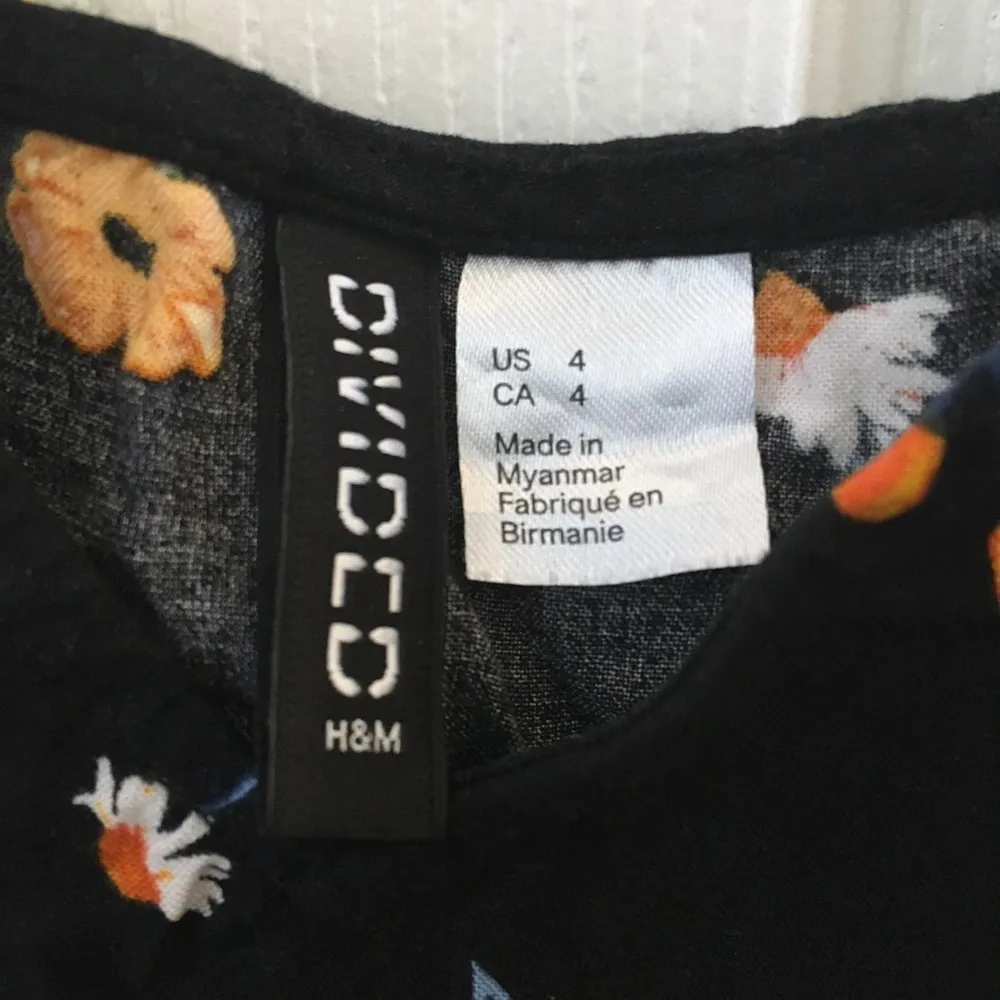 DIVIDED
H&M
US 4
CA 4
Made in
Myanmar
Fabriqué en
Birmanie